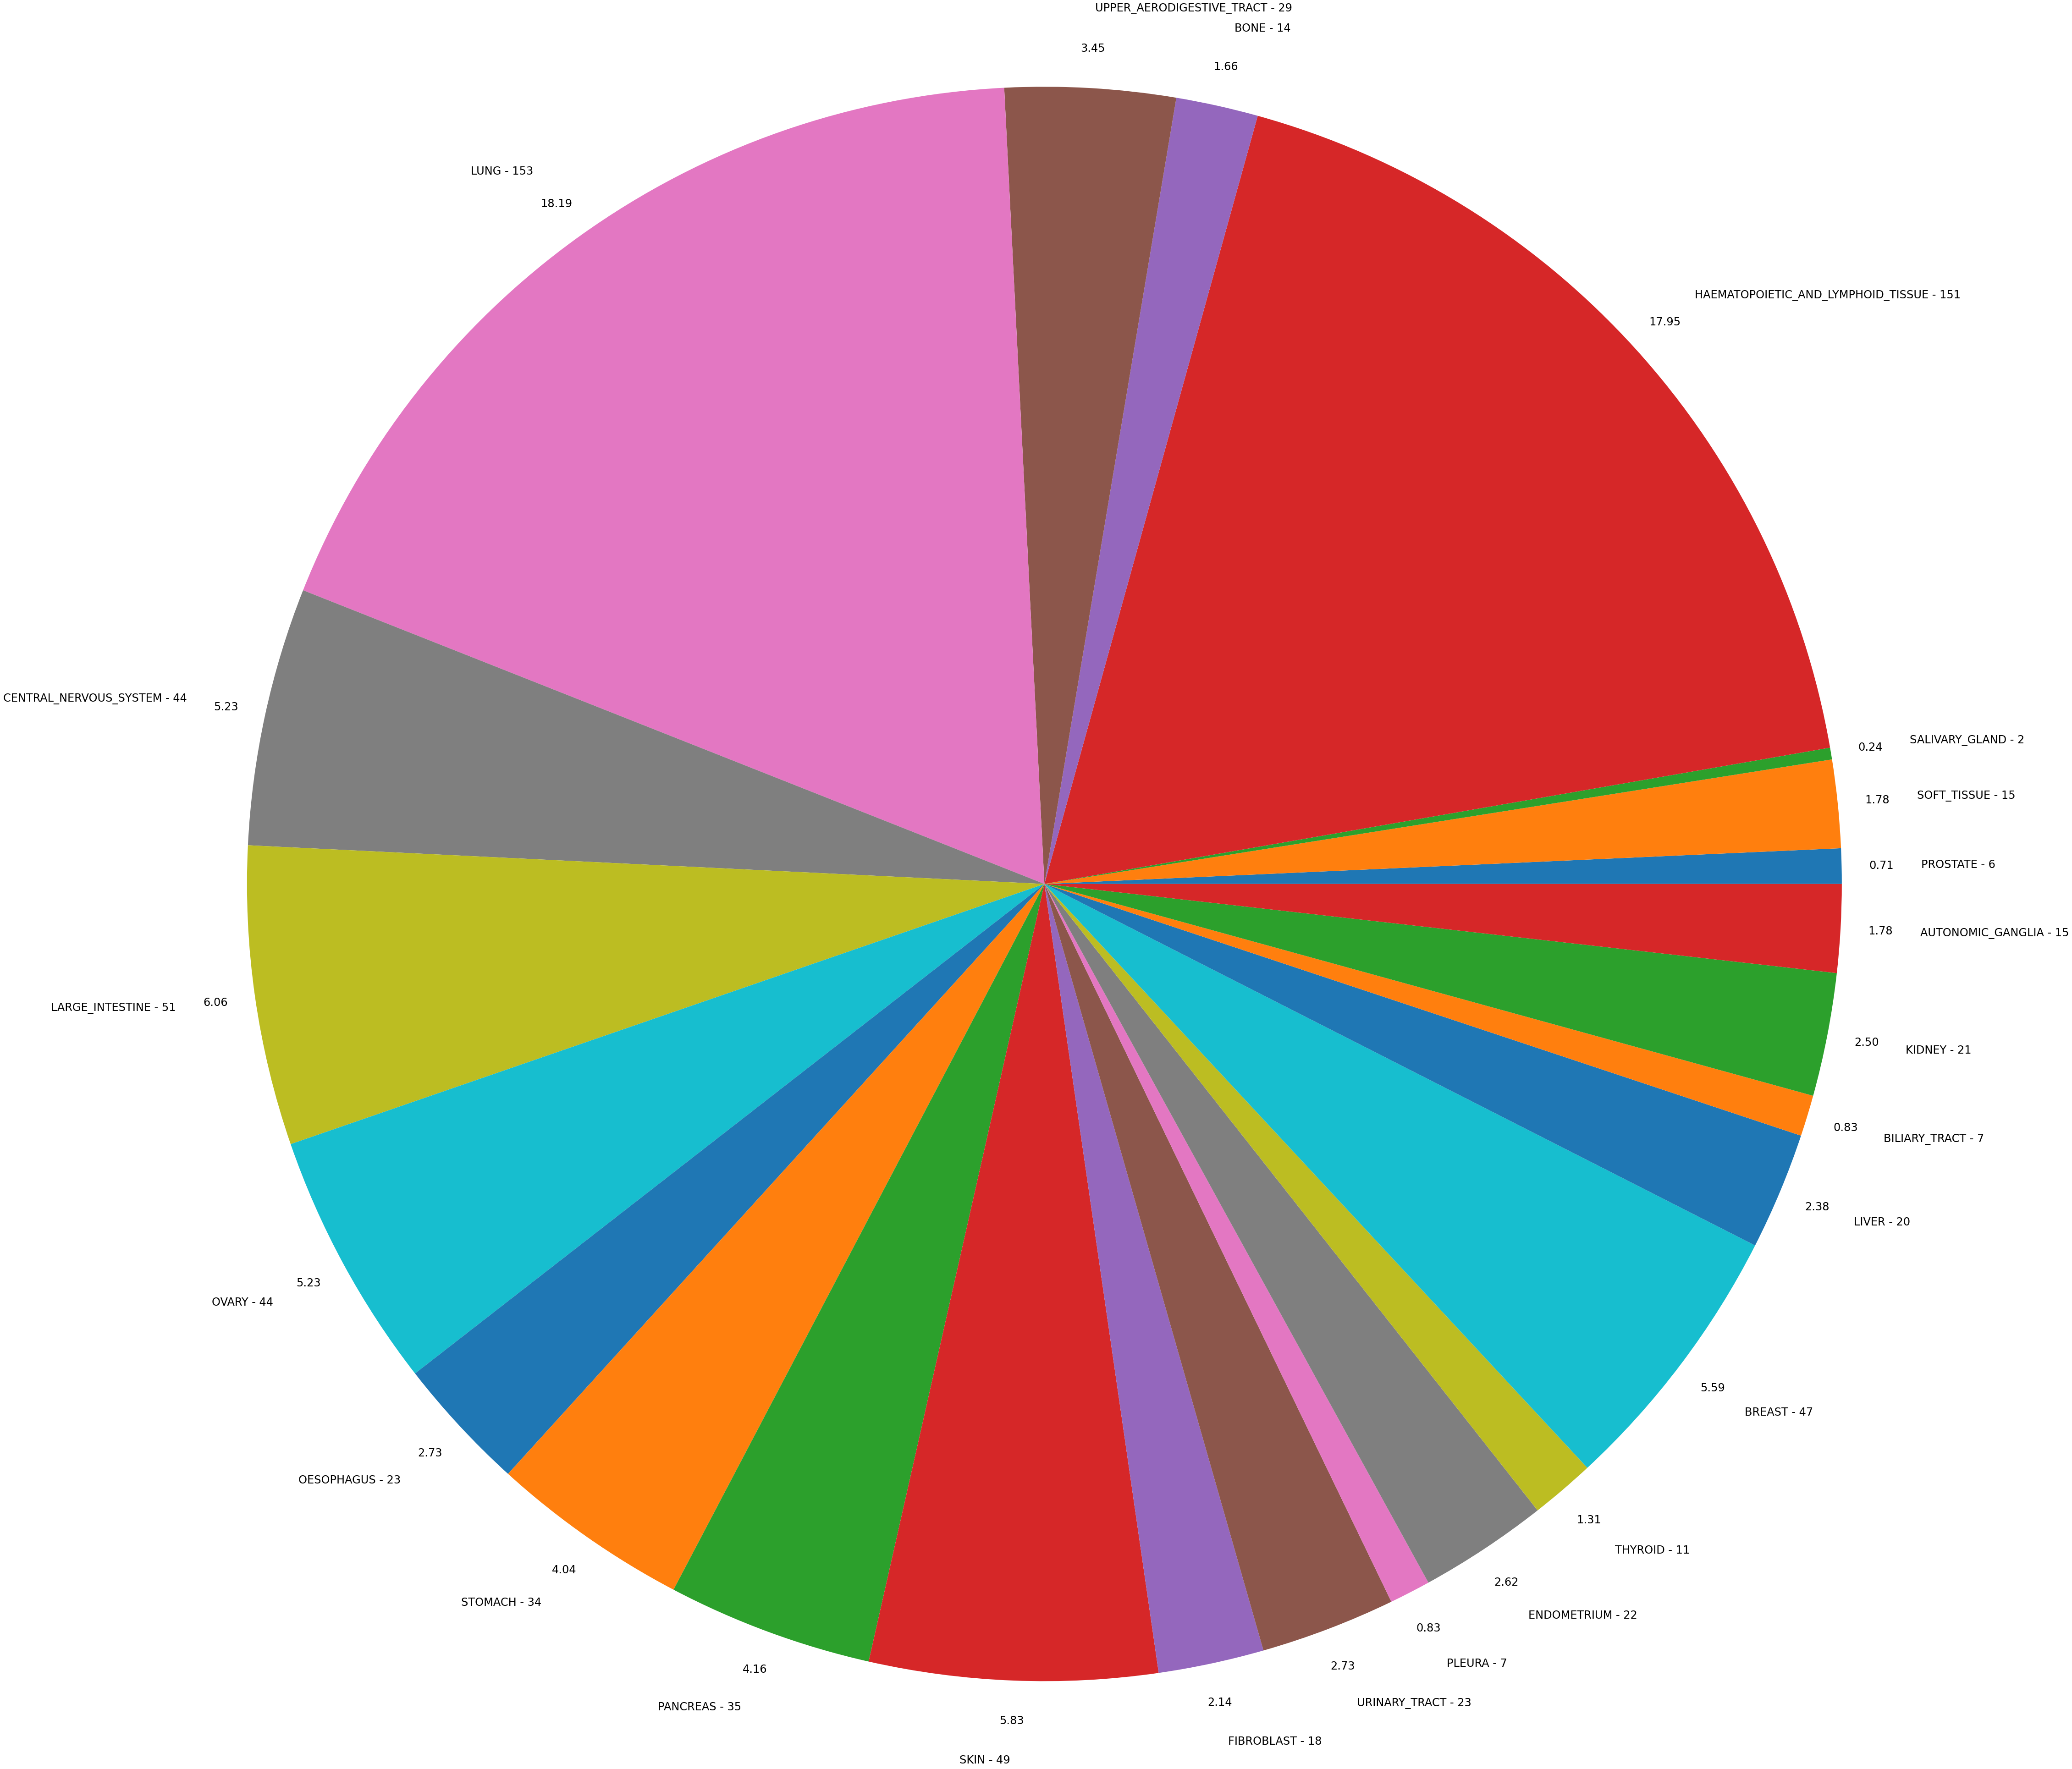 UPPER_AERODIGESTIVE_TRACT - 29
BONE - 14
3.45
1.66
LUNG - 153
18.19
HAEMATOPOIETIC_AND_LYMPHOID_TISSUE - 151
17.95
CENTRAL_NERVOUS_SYSTEM - 44
5.23
SALIVARY_GLAND - 2
0.24
SOFT_TISSUE - 15
1.78
PROSTATE - 6
0.71
AUTONOMIC_GANGLIA - 15
1.78
LARGE_INTESTINE - 51
6.06
KIDNEY - 21
2.50
BILIARY_TRACT - 7
0.83
LIVER - 20
2.38
OVARY - 44
5.23
BREAST - 47
5.59
OESOPHAGUS - 23
2.73
THYROID - 11
1.31
STOMACH - 34
4.04
ENDOMETRIUM - 22
2.62
PLEURA - 7
0.83
PANCREAS - 35
4.16
URINARY_TRACT - 23
2.73
FIBROBLAST - 18
2.14
SKIN - 49
5.83